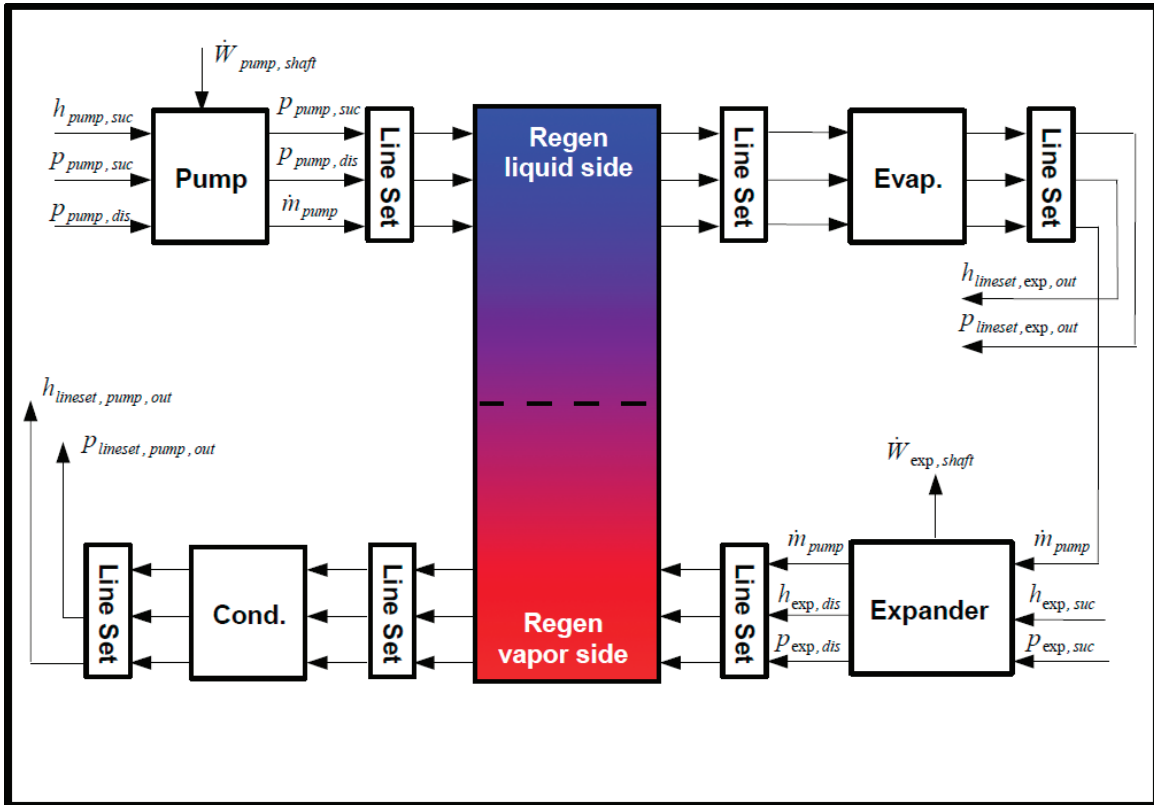 Ẇ pump, shaft
h pump, suc
p pump, suc
p pump, dis
Pump
p pump, suc
p pump, dis
ṁ pump
Line Set
Regen
liquid side
Line Set
Evap.
Line Set
h lineset, exp, out
p lineset, exp, out
h lineset, pump, out
p lineset, pump, out
Ẇ exp, shaft
Line Set
Cond.
Line Set
Regen
vapor side
Line Set
ṁ pump
h exp, dis
p exp, dis
Expander
ṁ pump
h exp, suc
p exp, suc